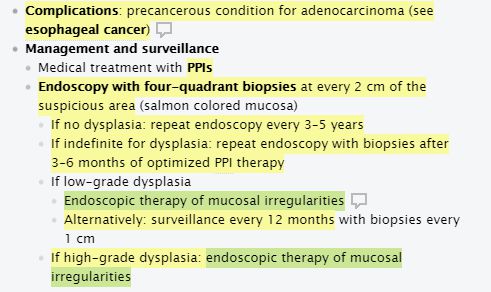 Complications: precancerous condition for adenocarcinoma (see
esophageal cancer)
Management and surveillance
Medical treatment with PPIs
Endoscopy with four-quadrant biopsies at every 2 cm of the
suspicious area (salmon colored mucosa)
If no dysplasia: repeat endoscopy every 3–5 years
If indefinite for dysplasia: repeat endoscopy with biopsies after
3–6 months of optimized PPI therapy
If low-grade dysplasia
Endoscopic therapy of mucosal irregularities
Alternatively: surveillance every 12 months with biopsies every
1 cm
If high-grade dysplasia: endoscopic therapy of mucosal
irregularities